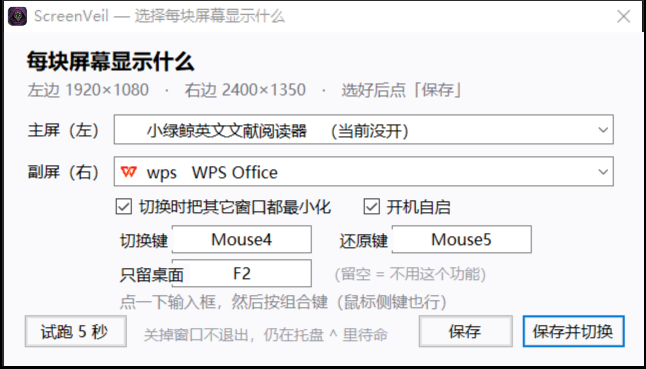 ScreenVeil — 选择每块屏幕显示什么
每块屏幕显示什么
左边 1920×1080 · 右边 2400×1350 · 选好后点「保存」
主屏（左） 小绿鲸英文文献阅读器 （当前没开）
副屏（右） wps WPS Office
切换时把其它窗口都最小化 开机自启
切换键 Mouse4 还原键 Mouse5
只留桌面 F2 (留空 = 不用这个功能)
点一下输入框，然后按组合键（鼠标侧键也行）
试跑 5 秒 关掉窗口不退出，仍在托盘 ^ 里待命 保存 保存并切换